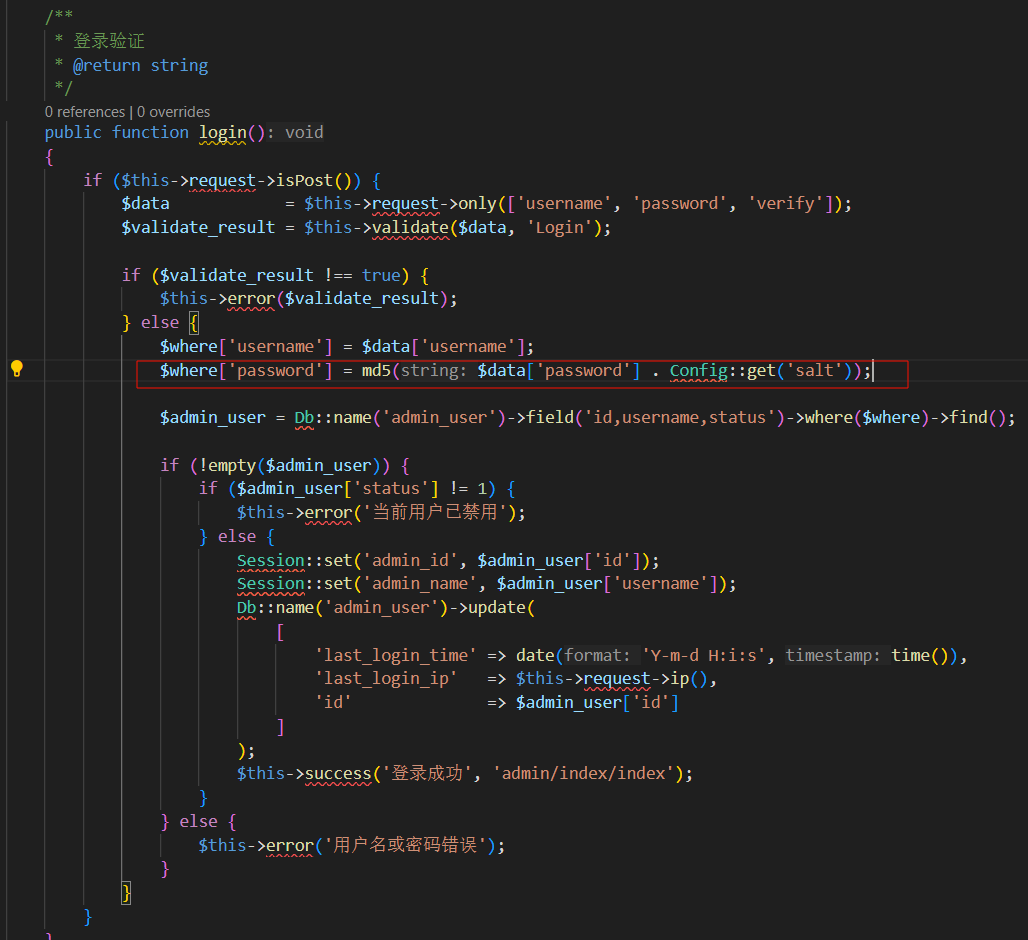 /**
 * 登录验证
 * @return string
 */
0 references | 0 overrides
public function login(): void
{
    if ($this->request->isPost()) {
        $data            = $this->request->only(['username', 'password', 'verify']);
        $validate_result = $this->validate($data, 'Login');

        if ($validate_result !== true) {
            $this->error($validate_result);
        } else {
            $where['username'] = $data['username'];
            $where['password'] = md5(string: $data['password'] . Config::get('salt'));

            $admin_user = Db::name('admin_user')->field('id,username,status')->where($where)->find();

            if (!empty($admin_user)) {
                if ($admin_user['status'] != 1) {
                    $this->error('当前用户已禁用');
                } else {
                    Session::set('admin_id', $admin_user['id']);
                    Session::set('admin_name', $admin_user['username']);
                    Db::name('admin_user')->update(
                        [
                            'last_login_time' => date(format: 'Y-m-d H:i:s', timestamp: time()),
                            'last_login_ip'   => $this->request->ip(),
                            'id'              => $admin_user['id']
                        ]
                    );
                    $this->success('登录成功', 'admin/index/index');
                }
            } else {
                $this->error('用户名或密码错误');
            }
        }
    }
}